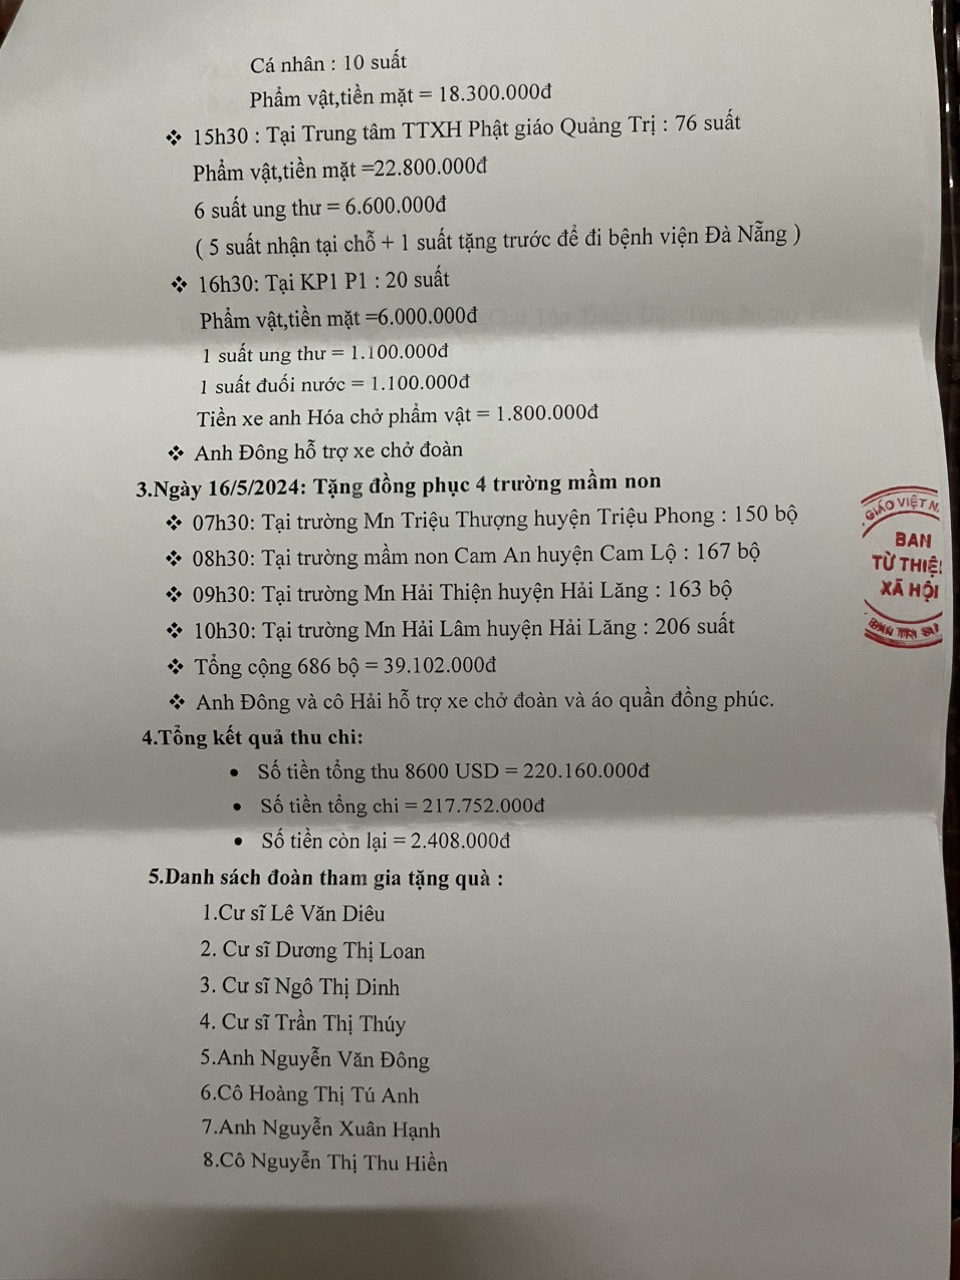 Cá nhân : 10 suất
Phẩm vật,tiền mặt = 18.300.000đ
❖ 15h30 : Tại Trung tâm TTXH Phật giáo Quảng Trị : 76 suất
Phẩm vật,tiền mặt =22.800.000đ
6 suất ung thư = 6.600.000đ
( 5 suất nhận tại chỗ + 1 suất tặng trước để đi bệnh viện Đà Nẵng )
❖ 16h30: Tại KP1 P1 : 20 suất
Phẩm vật,tiền mặt =6.000.000đ
1 suất ung thư = 1.100.000đ
1 suất đuối nước = 1.100.000đ
Tiền xe anh Hóa chở phẩm vật = 1.800.000đ
❖ Anh Đông hỗ trợ xe chở đoàn
3.Ngày 16/5/2024: Tặng đồng phục 4 trường mầm non
❖ 07h30: Tại trường Mn Triệu Thượng huyện Triệu Phong : 150 bộ
❖ 08h30: Tại trường mầm non Cam An huyện Cam Lộ : 167 bộ
❖ 09h30: Tại trường Mn Hải Thiện huyện Hải Lăng : 163 bộ
❖ 10h30: Tại trường Mn Hải Lâm huyện Hải Lăng : 206 suất
❖ Tổng cộng 686 bộ = 39.102.000đ
❖ Anh Đông và cô Hải hỗ trợ xe chở đoàn và áo quần đồng phúc.
4.Tổng kết quả thu chi:
• Số tiền tổng thu 8600 USD = 220.160.000đ
• Số tiền tổng chi = 217.752.000đ
• Số tiền còn lại = 2.408.000đ
5.Danh sách đoàn tham gia tặng quà :
1.Cư sĩ Lê Văn Diêu
2. Cư sĩ Dương Thị Loan
3. Cư sĩ Ngô Thị Dinh
4. Cư sĩ Trần Thị Thúy
5.Anh Nguyễn Văn Đông
6.Cô Hoàng Thị Tú Anh
7.Anh Nguyễn Xuân Hạnh
8.Cô Nguyễn Thị Thu Hiền
GIÁO VIỆT N
BAN
TỪ THIỆ
XÃ HỘI